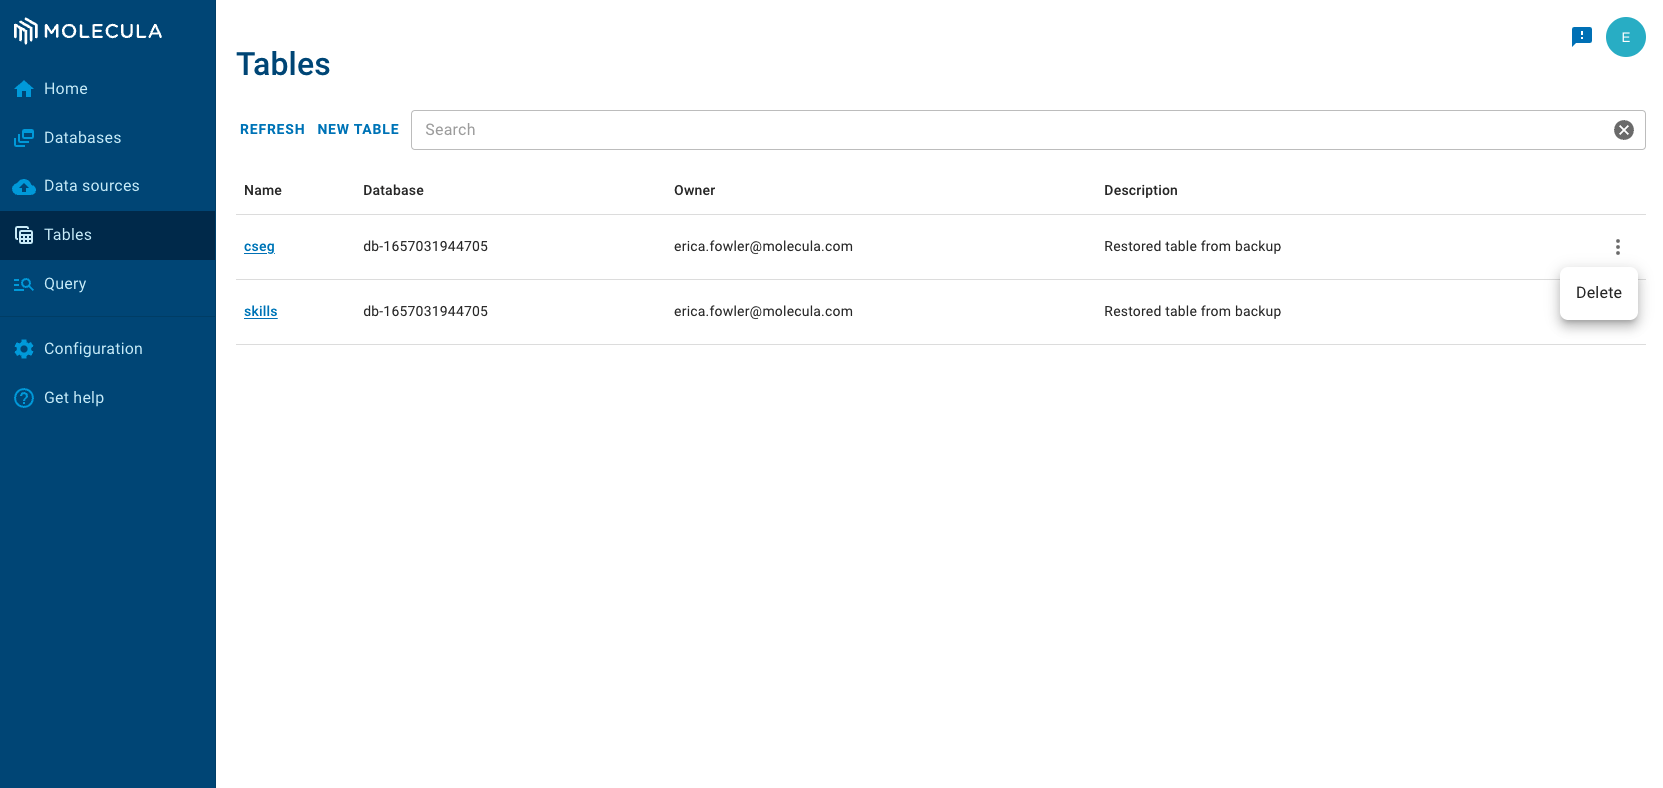 MOLECULA
Home
Databases
Data sources
Tables
Query
Configuration
Get help
E
Tables
REFRESH NEW TABLE Search
Name Database Owner Description
cseg db-1657031944705 erica.fowler@molecula.com Restored table from backup
Delete
skills db-1657031944705 erica.fowler@molecula.com Restored table from backup